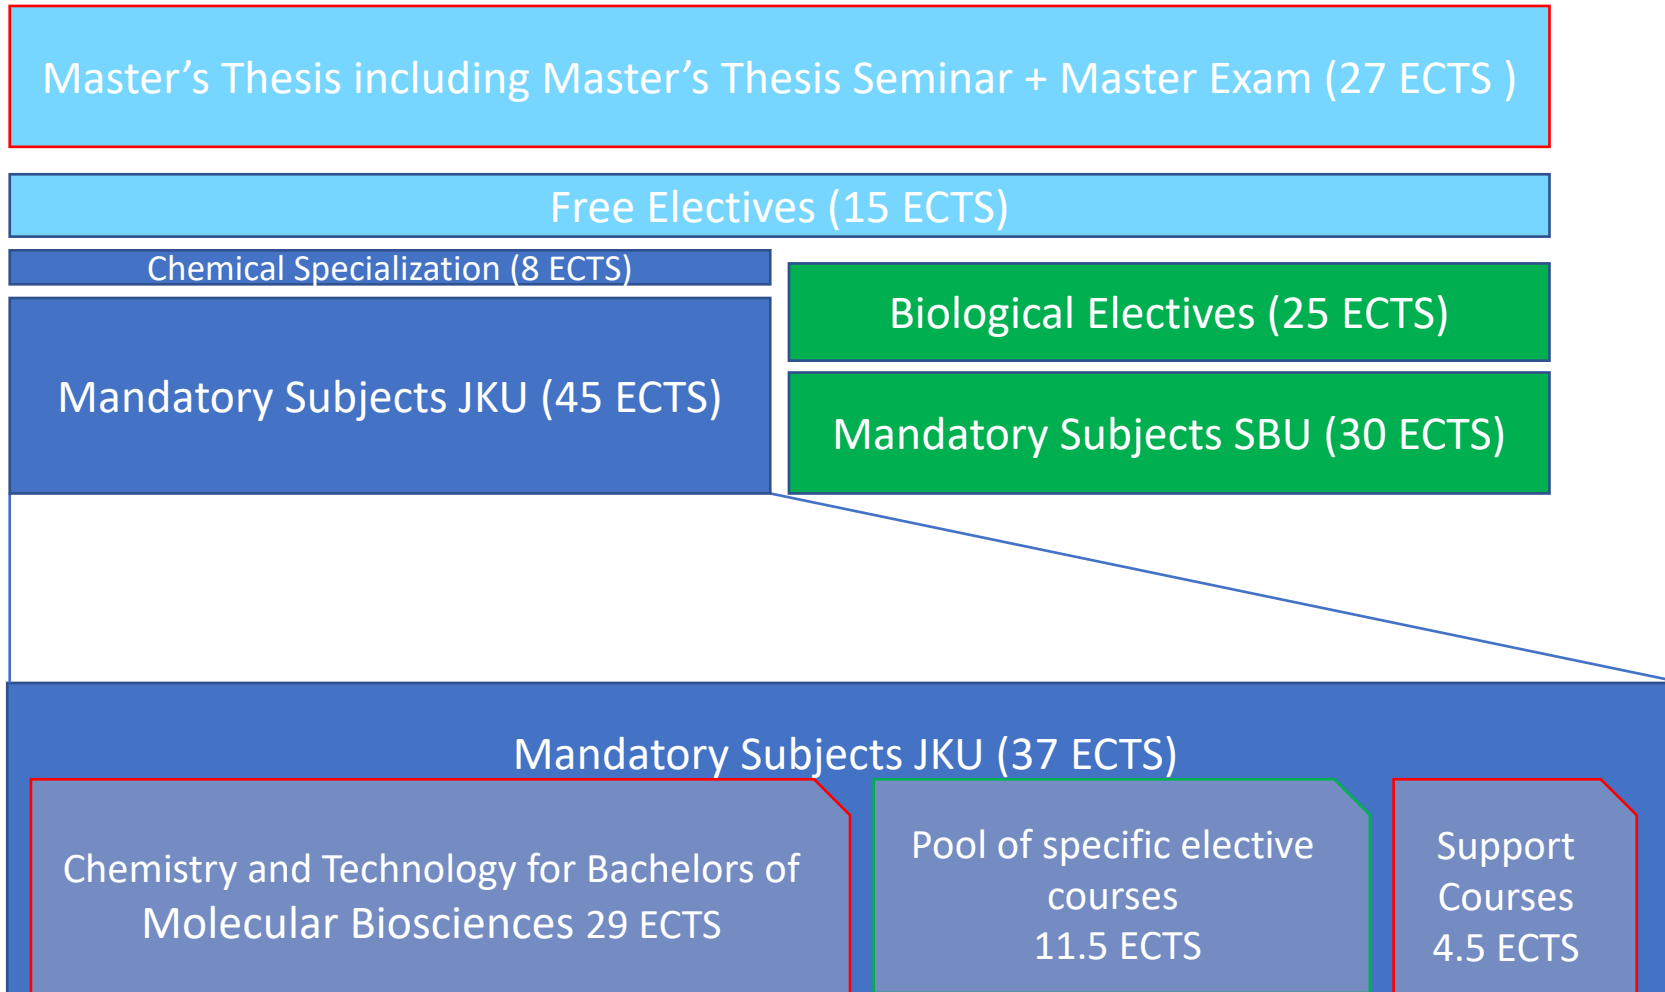 Master’s Thesis including Master’s Thesis Seminar + Master Exam (27 ECTS )
Free Electives (15 ECTS)
Chemical Specialization (8 ECTS)
Biological Electives (25 ECTS)
Mandatory Subjects JKU (45 ECTS)
Mandatory Subjects SBU (30 ECTS)
Mandatory Subjects JKU (37 ECTS)
Chemistry and Technology for Bachelors of
Molecular Biosciences 29 ECTS
Pool of specific elective
courses
11.5 ECTS
Support
Courses
4.5 ECTS